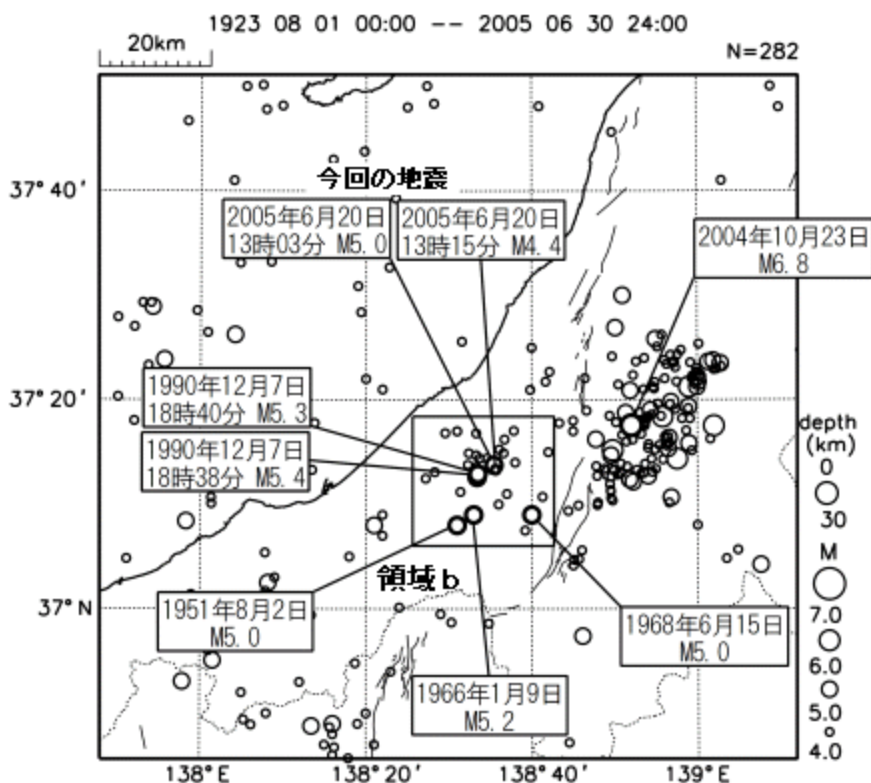 1923 08 01 00:00 -- 2005 06 30 24:00
20km
N=282
37°40′
今回の地震
2005年6月20日
13時03分 M5.0
2005年6月20日
13時15分 M4.4
2004年10月23日
M6.8
37°20′
1990年12月7日
18時40分 M5.3
1990年12月7日
18時38分 M5.4
depth
(km)
0
30
M
7.0
6.0
5.0
4.0
領域b
37°N
1951年8月2日
M5.0
1968年6月15日
M5.0
1966年1月9日
M5.2
138°E
138°20′
138°40′
139°E